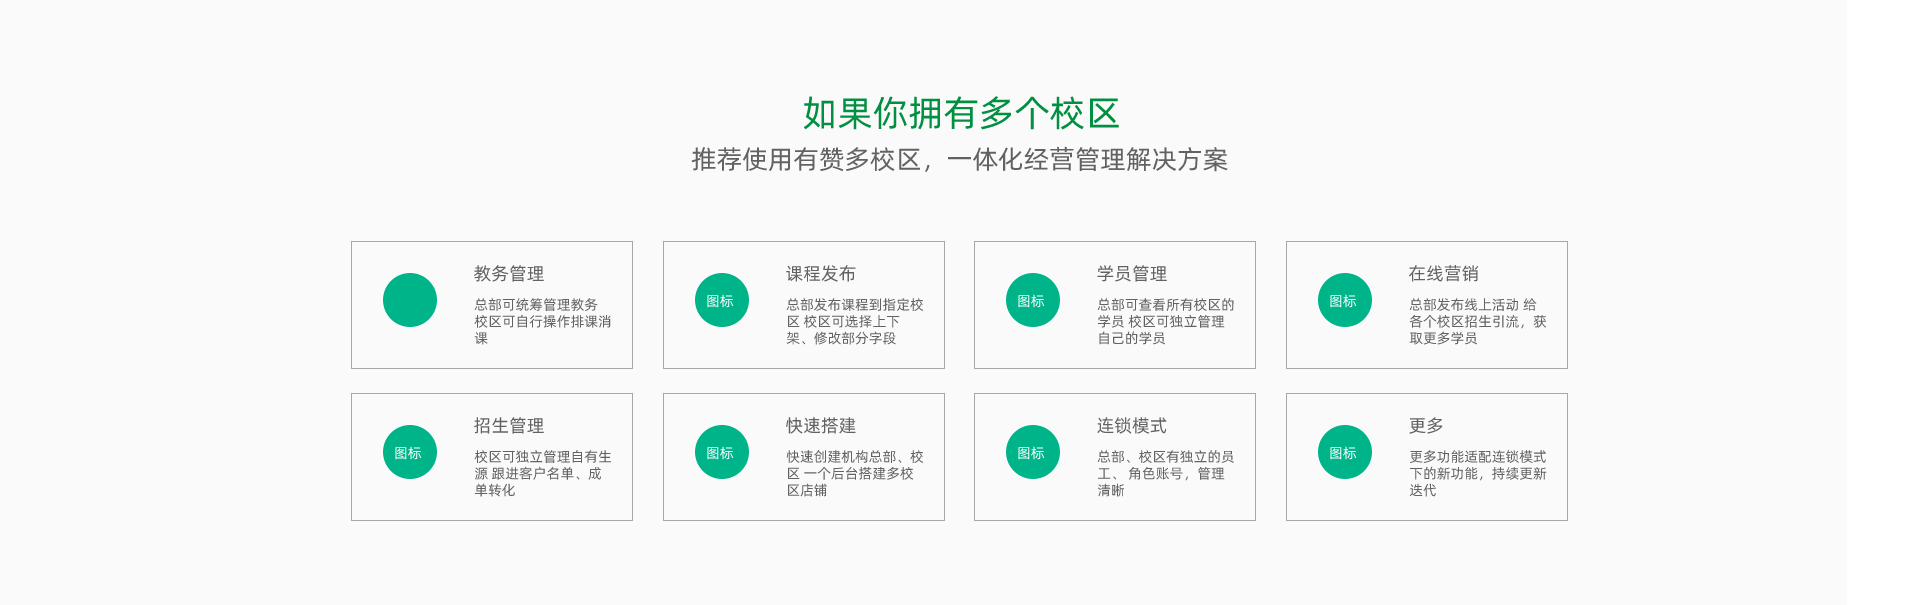 如果你拥有多个校区
推荐使用有赞多校区，一体化经营管理解决方案
教务管理
总部可统筹管理教务
校区可自行操作排课消
课
图标
课程发布
总部发布课程到指定校
区 校区可选择上下
架、修改部分字段
图标
学员管理
总部可查看所有校区的
学员 校区可独立管理
自己的学员
图标
在线营销
总部发布线上活动 给
各个校区招生引流，获
取更多学员
图标
招生管理
校区可独立管理自有生
源 跟进客户名单、成
单转化
图标
快速搭建
快速创建机构总部、校
区 一个后台搭建多校
区店铺
图标
连锁模式
总部、校区有独立的员
工、角色账号，管理
清晰
图标
更多
更多功能适配连锁模式
下的新功能，持续更新
迭代